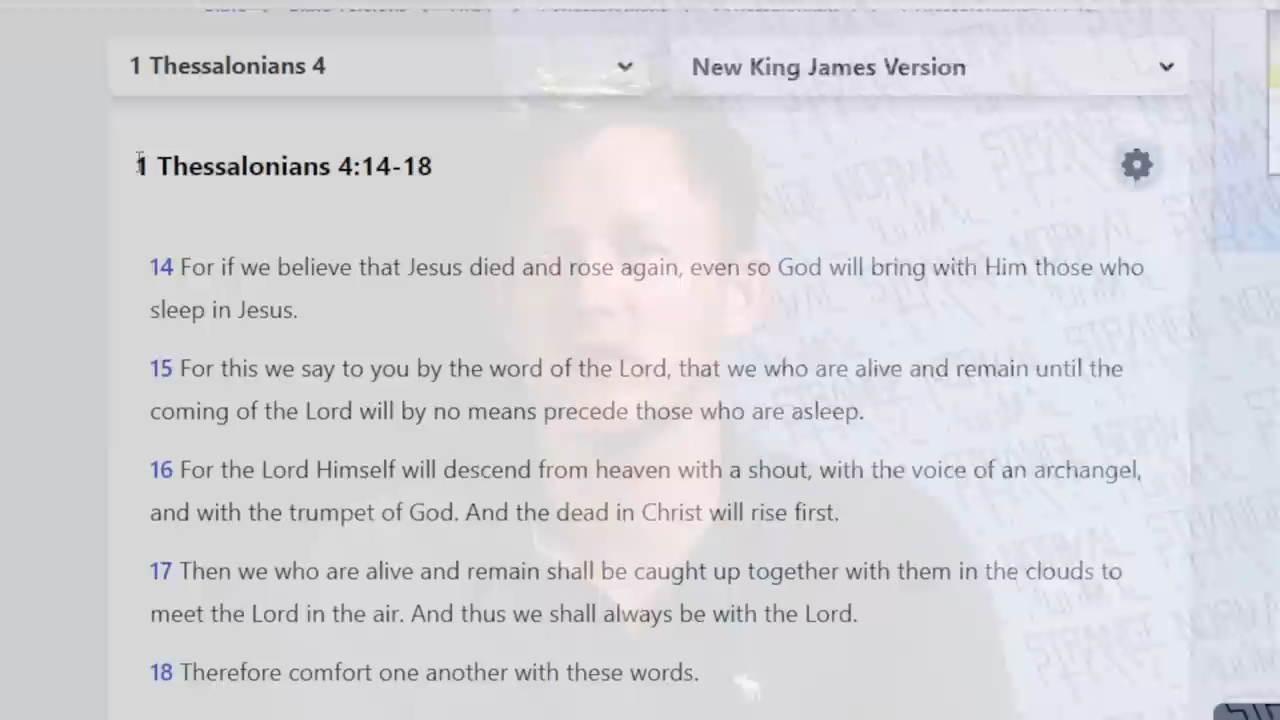 1 Thessalonians 4
New King James Version
1 Thessalonians 4:14-18
14 For if we believe that Jesus died and rose again, even so God will bring with Him those who
sleep in Jesus.
15 For this we say to you by the word of the Lord, that we who are alive and remain until the
coming of the Lord will by no means precede those who are asleep.
16 For the Lord Himself will descend from heaven with a shout, with the voice of an archangel,
and with the trumpet of God. And the dead in Christ will rise first.
17 Then we who are alive and remain shall be caught up together with them in the clouds to
meet the Lord in the air. And thus we shall always be with the Lord.
18 Therefore comfort one another with these words.